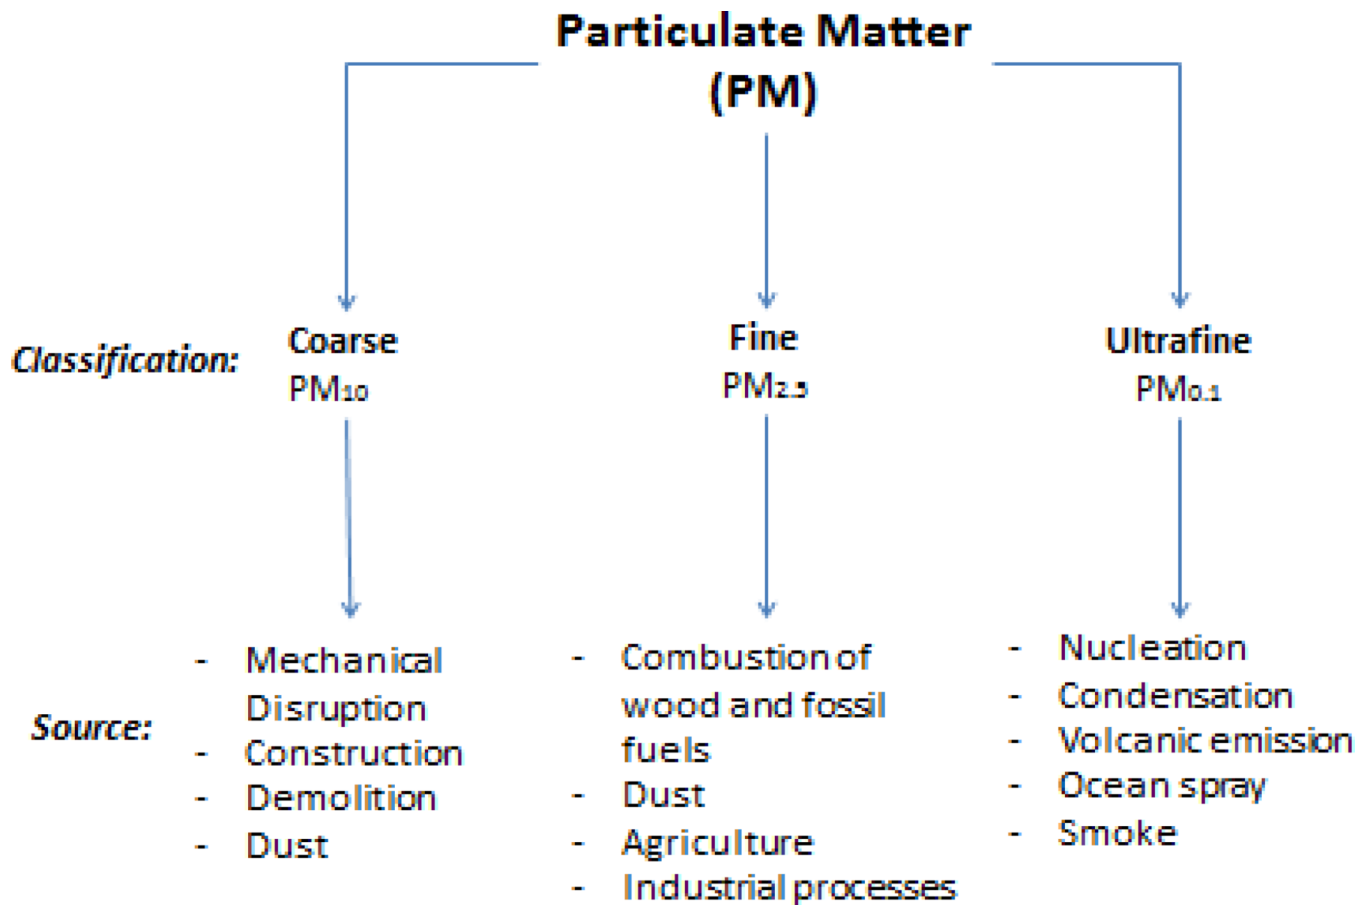 Particulate Matter
(PM)
Classification:
Coarse
PM10
Fine
PM2.5
Ultrafine
PM0.1
Source:
- Mechanical
Disruption
- Construction
- Demolition
- Dust
- Combustion of
wood and fossil
fuels
- Dust
- Agriculture
- Industrial processes
- Nucleation
- Condensation
- Volcanic emission
- Ocean spray
- Smoke